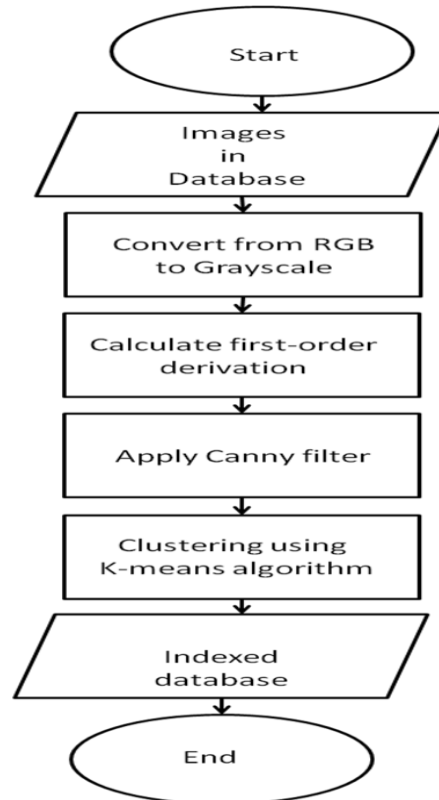 Start
Images
in
Database
Convert from RGB
to Grayscale
Calculate first-order
derivation
Apply Canny filter
Clustering using
K-means algorithm
Indexed
database
End